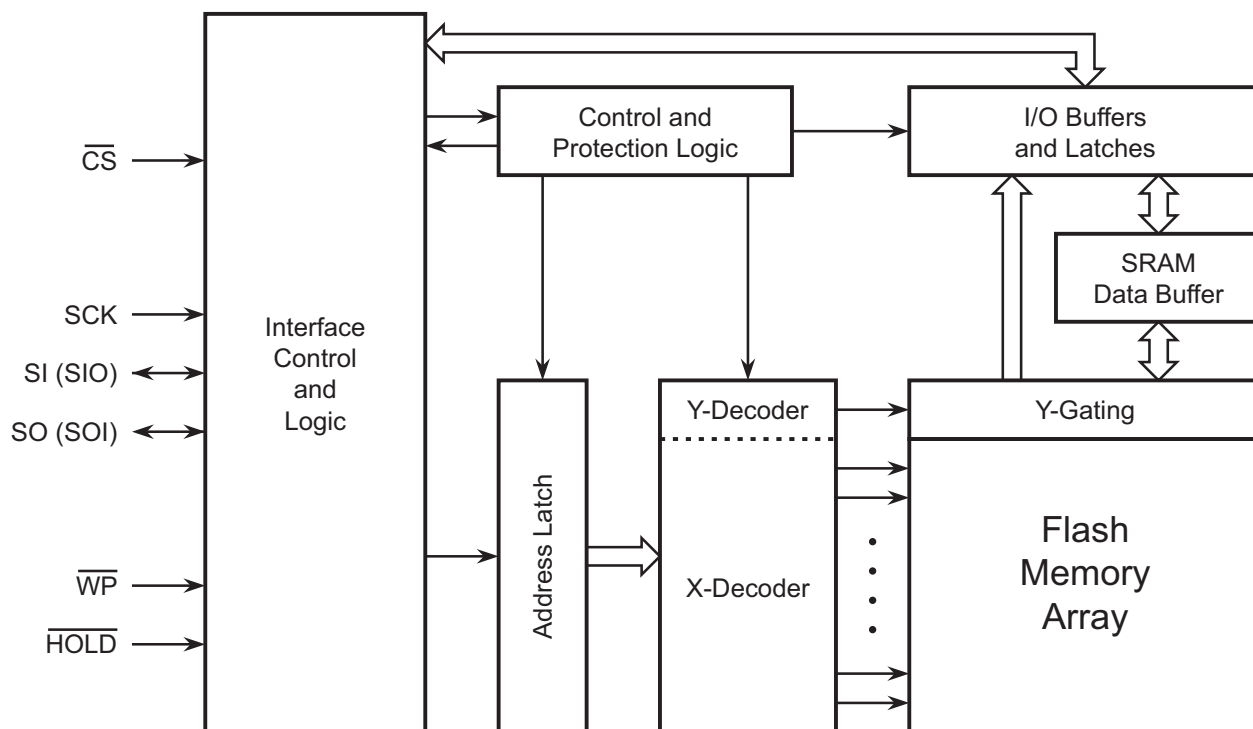 Control and
Protection Logic
I/O Buffers
and Latches
CS
SRAM
Data Buffer
SCK
Interface
Control
and
Logic
SI (SIO)
SO (SOI)
Y-Decoder
Y-Gating
Address Latch
X-Decoder
Flash
Memory
Array
WP
HOLD